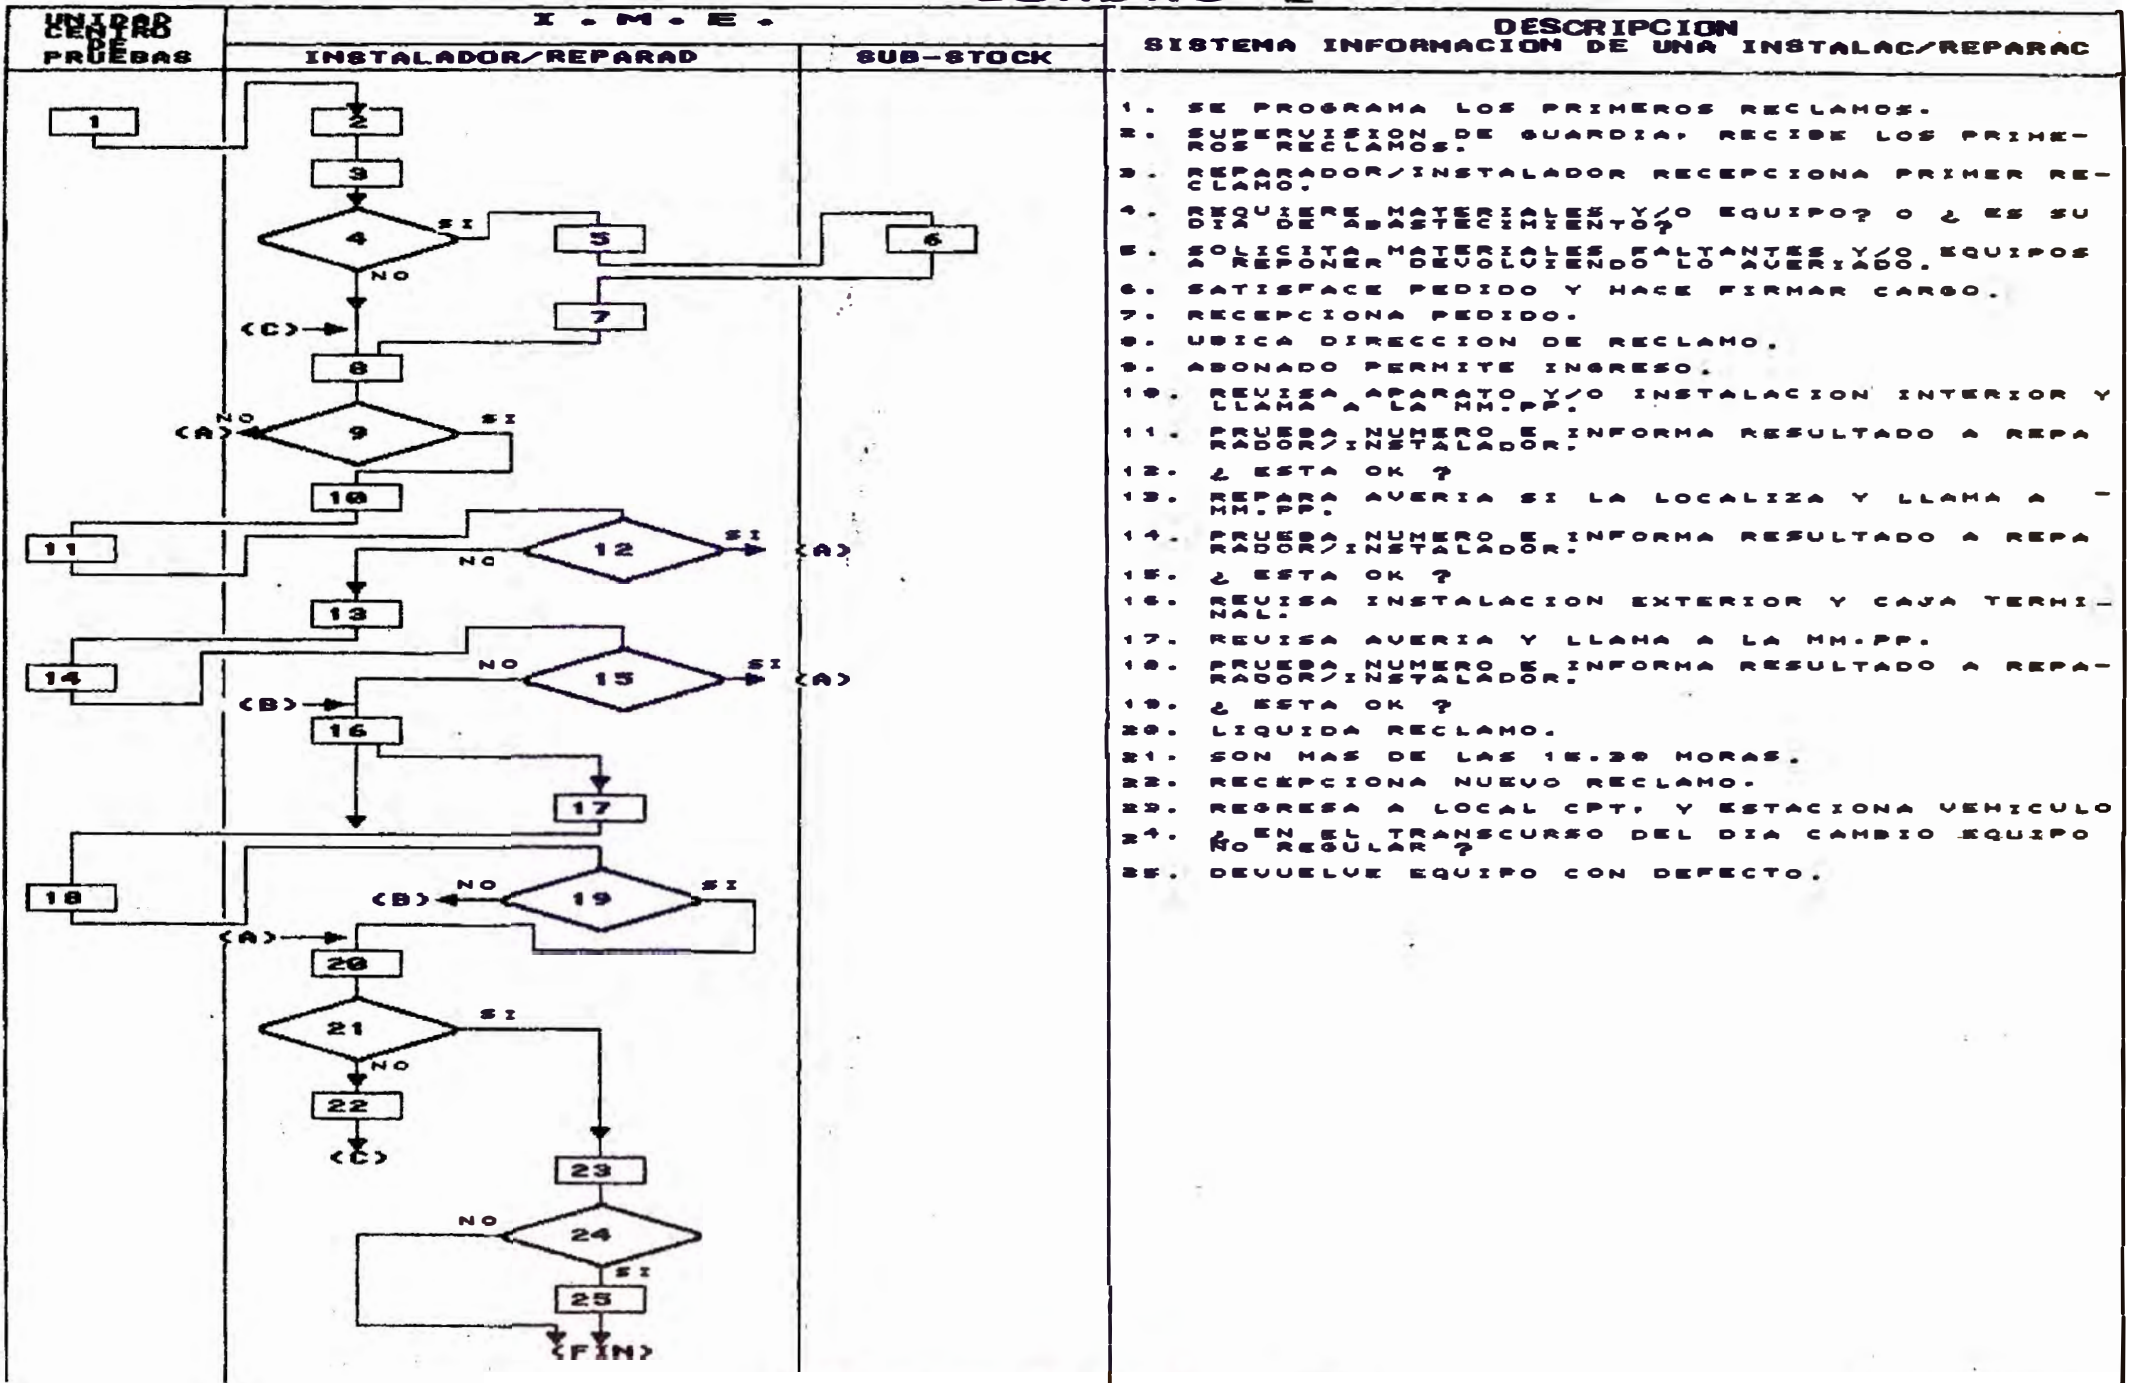 UNIDAD
CENTRO
DE
PRUEBAS
I.M.E.
INSTALADOR/REPARAD
SUB-STOCK
DESCRIPCION
SISTEMA INFORMACION DE UNA INSTALAC/REPARAC
1
2
3
4
SI
NO
5
6
7
<C>
8
NO
<A>
9
SI
10
11
12
SI
<A>
NO
13
14
NO
15
SI
<A>
<B>
16
17
18
<B>
NO
19
SI
<A>
20
21
SI
NO
22
<C>
23
NO
24
SI
25
<FIN>
1. SE PROGRAMA LOS PRIMEROS RECLAMOS.
2. SUPERVISION DE GUARDIA, RECIBE LOS PRIME-
ROS RECLAMOS.
3. REPARADOR/INSTALADOR RECEPCIONA PRIMER RE-
CLAMO.
4. REQUIERE MATERIALES Y/O EQUIPO? O ¿ ES SU
DIA DE ABASTECIMIENTO?
5. SOLICITA MATERIALES FALTANTES Y/O EQUIPOS
A REPONER DEVOLVIENDO LO AVERIADO.
6. SATISFACE PEDIDO Y HACE FIRMAR CARGO.
7. RECEPCIONA PEDIDO.
8. UBICA DIRECCION DE RECLAMO.
9. ABONADO PERMITE INGRESO.
10. REVISA APARATO Y/O INSTALACION INTERIOR Y
LLAMA A LA MM.PP.
11. PRUEBA NUMERO E INFORMA RESULTADO A REPA
RADOR/INSTALADOR.
12. ¿ ESTA OK ?
13. REPARA AVERIA SI LA LOCALIZA Y LLAMA A -
MM.PP.
14. PRUEBA NUMERO E INFORMA RESULTADO A REPA
RADOR/INSTALADOR.
15. ¿ ESTA OK ?
16. REVISA INSTALACION EXTERIOR Y CAJA TERMI-
NAL.
17. REVISA AVERIA Y LLAMA A LA MM.PP.
18. PRUEBA NUMERO E INFORMA RESULTADO A REPA-
RADOR/INSTALADOR.
19. ¿ ESTA OK ?
20. LIQUIDA RECLAMO.
21. SON MAS DE LAS HORAS.
22. RECEPCIONA NUEVO RECLAMO.
23. REGRESA A LOCAL CPT, Y ESTACIONA VEHICULO
24. ¿ EN EL TRANSCURSO DEL DIA CAMBIO EQUIPO
NO REGULAR ?
25. DEVUELVE EQUIPO CON DEFECTO.